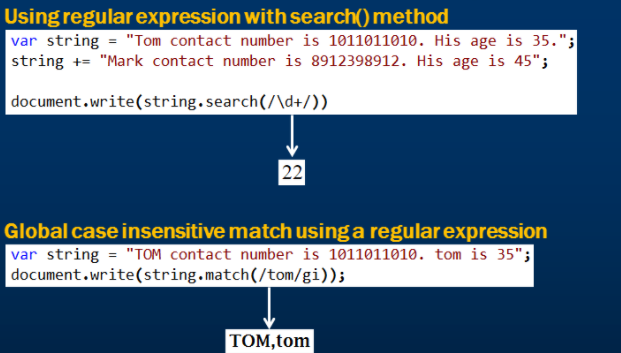 Using regular expression with search() method
var string = "Tom contact number is 1011011010. His age is 35.";
string += "Mark contact number is 8912398912. His age is 45";
document.write(string.search(/\d+/))
22
Global case insensitive match using a regular expression
var string = "TOM contact number is 1011011010. tom is 35";
document.write(string.match(/tom/gi));
TOM,tom